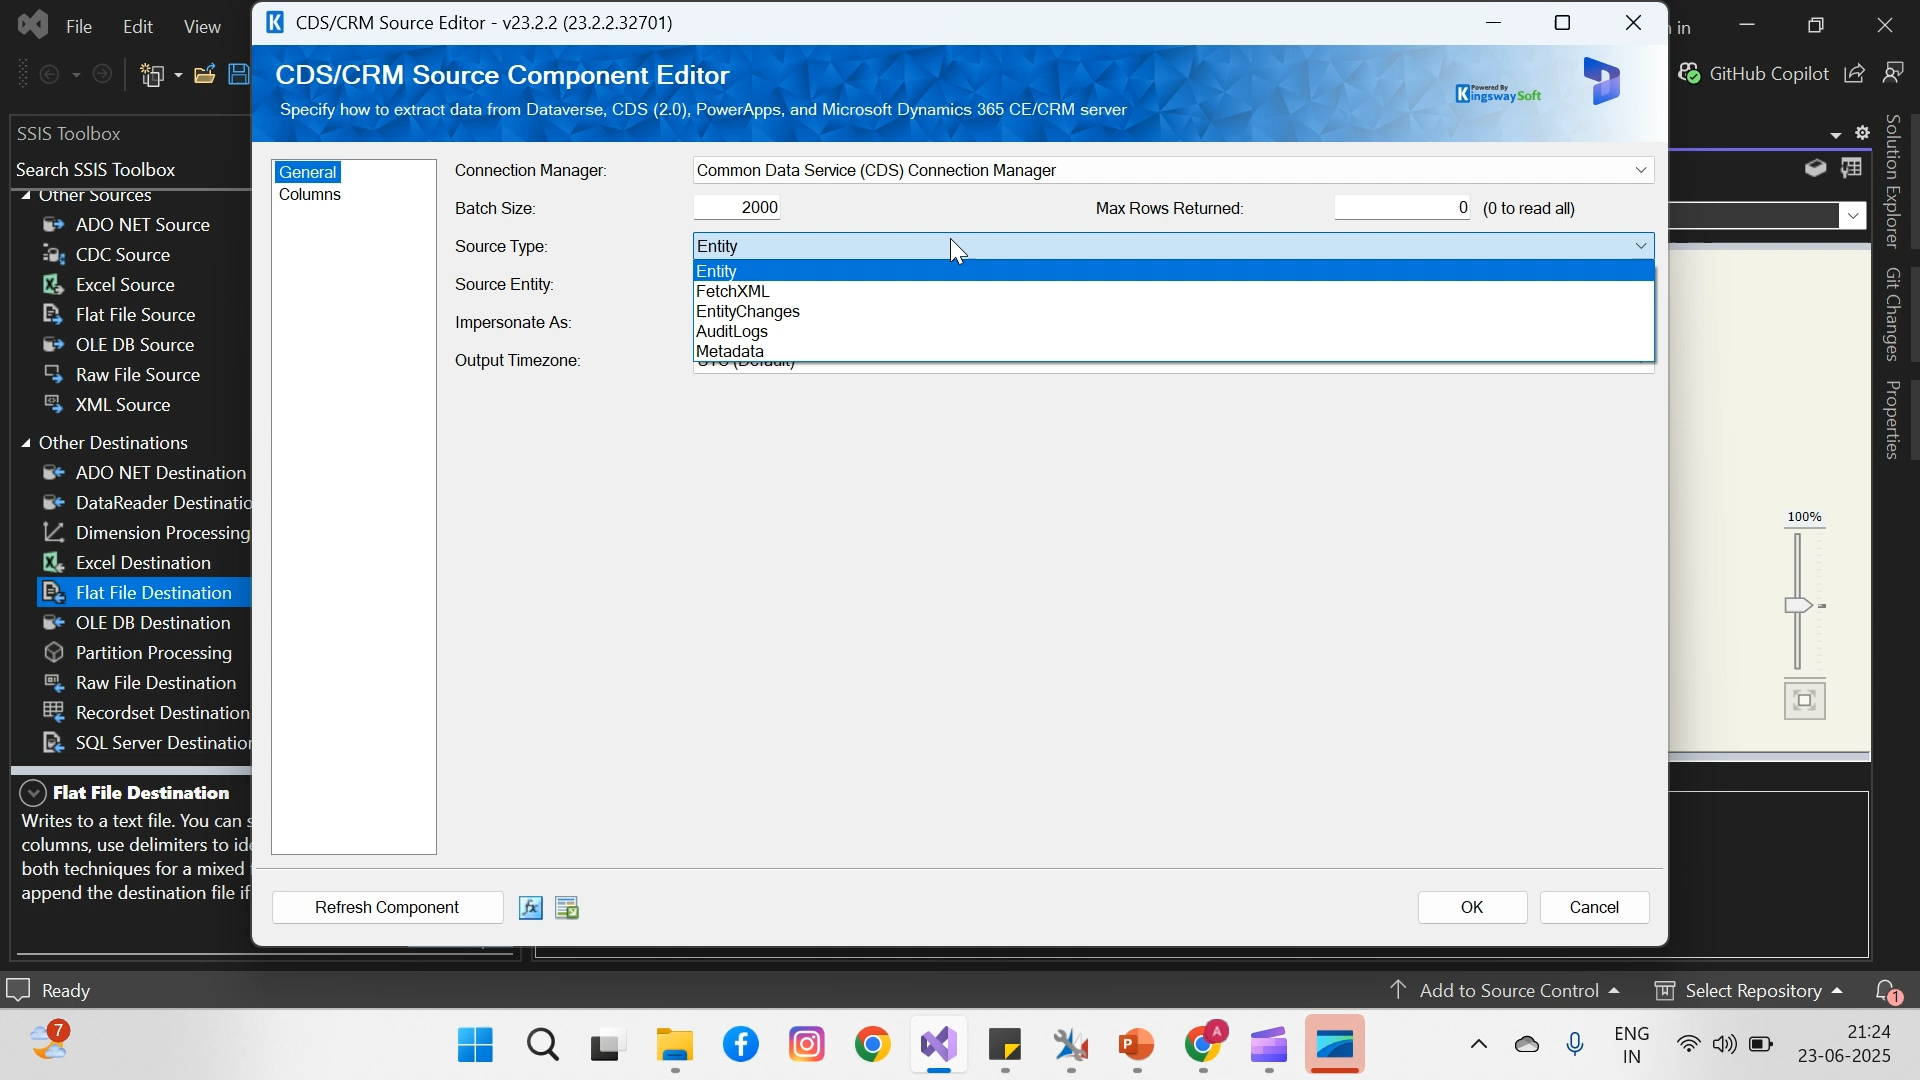 File Edit View
CDS/CRM Source Editor - v23.2.2 (23.2.2.32701)
in
CDS/CRM Source Component Editor
Specify how to extract data from Dataverse, CDS (2.0), PowerApps, and Microsoft Dynamics 365 CE/CRM server
Powered By
KingswaySoft
GitHub Copilot
SSIS Toolbox
Search SSIS Toolbox
Other Sources
ADO NET Source
CDC Source
Excel Source
Flat File Source
OLE DB Source
Raw File Source
XML Source
Other Destinations
ADO NET Destination
DataReader Destinatio
Dimension Processing
Excel Destination
Flat File Destination
OLE DB Destination
Partition Processing
Raw File Destination
Recordset Destination
SQL Server Destination
Flat File Destination
Writes to a text file. You can s
columns, use delimiters to ide
both techniques for a mixed
append the destination file if
General
Columns
Connection Manager: Common Data Service (CDS) Connection Manager
Batch Size: 2000 Max Rows Returned: 0 (0 to read all)
Source Type: Entity
Entity
FetchXML
EntityChanges
AuditLogs
Metadata
Source Entity:
Impersonate As:
Output Timezone: UTC (Default)
Refresh Component
OK
Cancel
Solution Explorer
Git Changes
Properties
100%
Ready
Add to Source Control
Select Repository
1
7
P
A
ENG
IN
21:24
23-06-2025